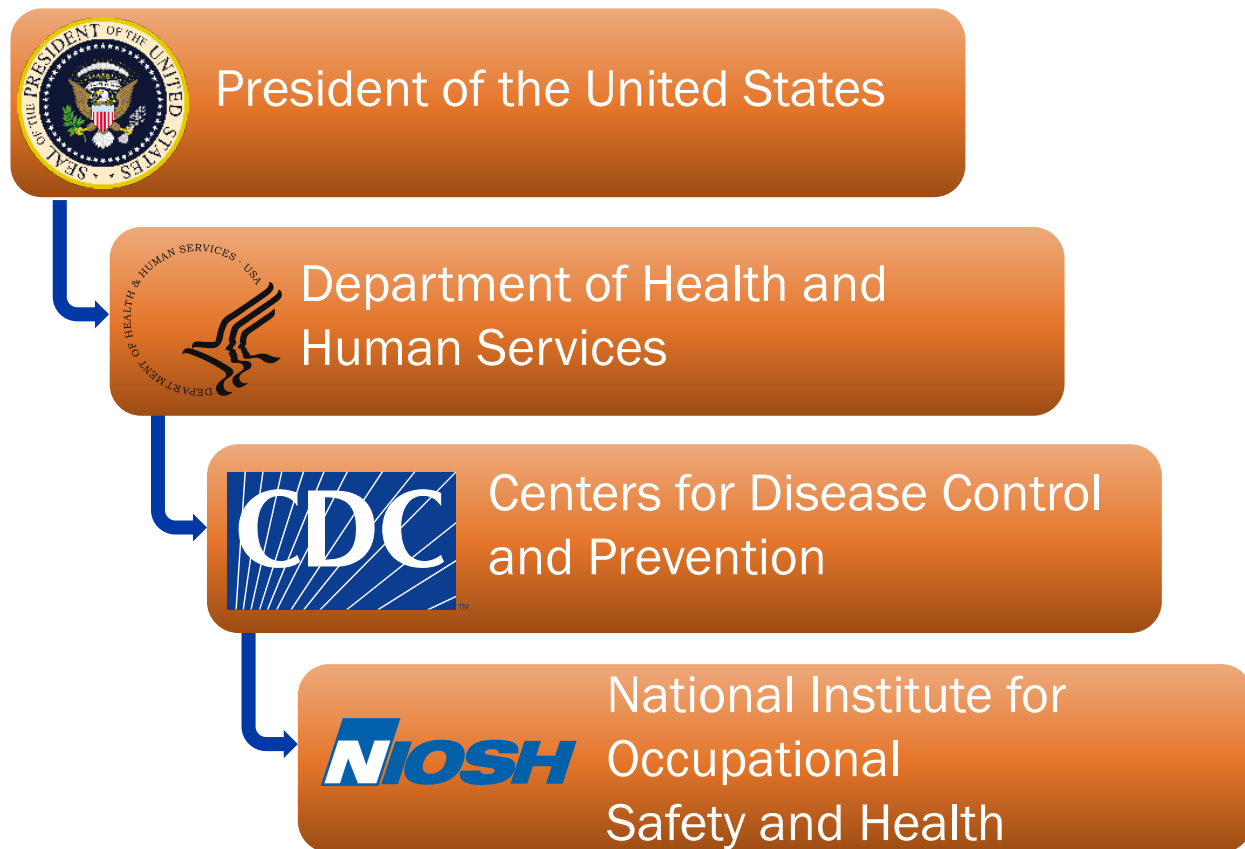 SEAL OF THE PRESIDENT OF THE UNITED STATES
President of the United States
DEPARTMENT OF HEALTH & HUMAN SERVICES · USA
Department of Health and
Human Services
CDC
TM
Centers for Disease Control
and Prevention
NIOSH
National Institute for
Occupational
Safety and Health